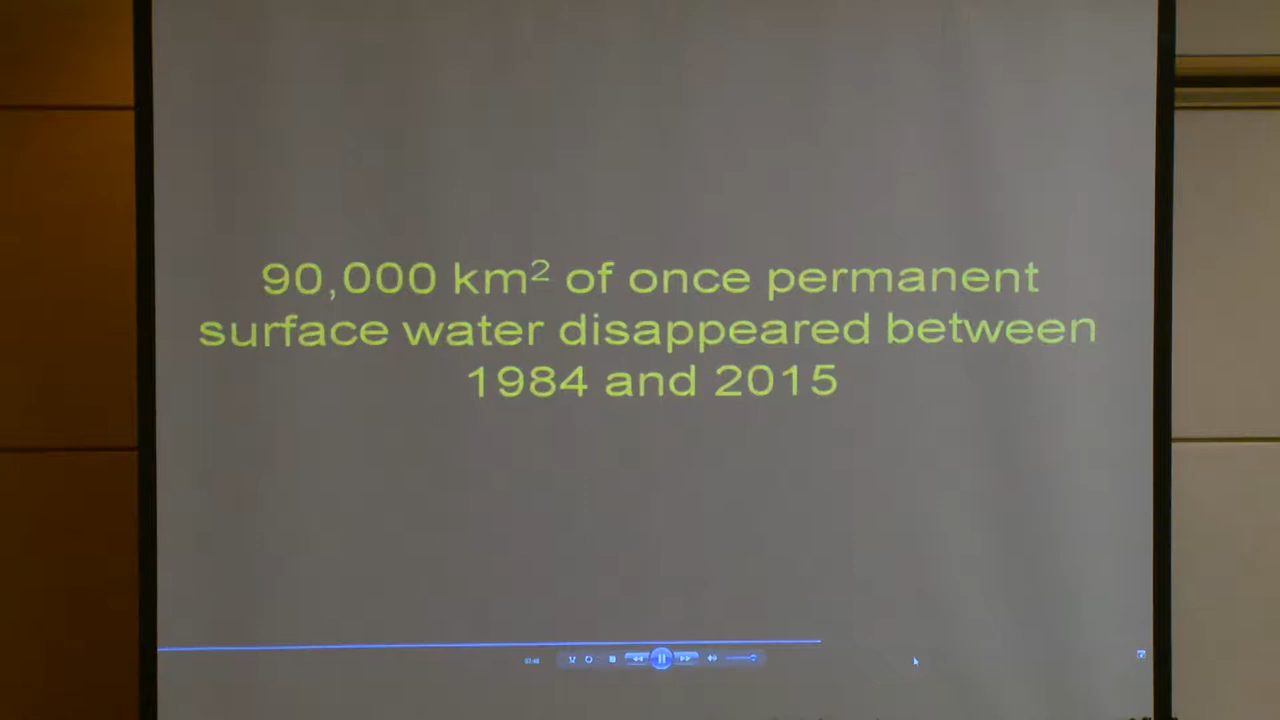 90,000 km² of once permanent
surface water disappeared between
1984 and 2015